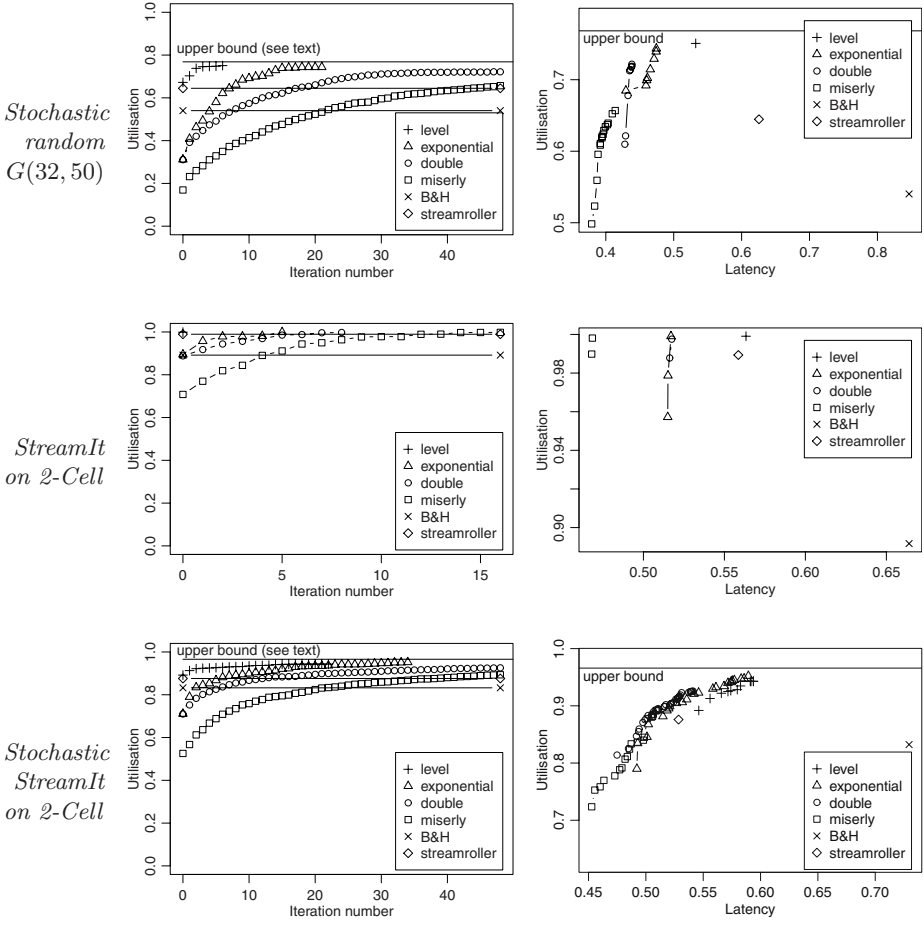 Stochastic
random
G(32, 50)
Utilisation
0.0 0.2 0.4 0.6 0.8 1.0
upper bound (see text)
level
exponential
double
miserly
B&H
streamroller
0 10 20 30 40
Iteration number
Utilisation
0.5 0.6 0.7
upper bound
level
exponential
double
miserly
B&H
streamroller
0.4 0.5 0.6 0.7 0.8
Latency
StreamIt
on 2-Cell
Utilisation
0.0 0.2 0.4 0.6 0.8 1.0
level
exponential
double
miserly
B&H
streamroller
0 5 10 15
Iteration number
Utilisation
0.90 0.94 0.98
level
exponential
double
miserly
B&H
streamroller
0.50 0.55 0.60 0.65
Latency
Stochastic
StreamIt
on 2-Cell
Utilisation
0.0 0.2 0.4 0.6 0.8 1.0
upper bound (see text)
level
exponential
double
miserly
B&H
streamroller
0 10 20 30 40
Iteration number
Utilisation
0.7 0.8 0.9 1.0
upper bound
level
exponential
double
miserly
B&H
streamroller
0.45 0.50 0.55 0.60 0.65 0.70
Latency